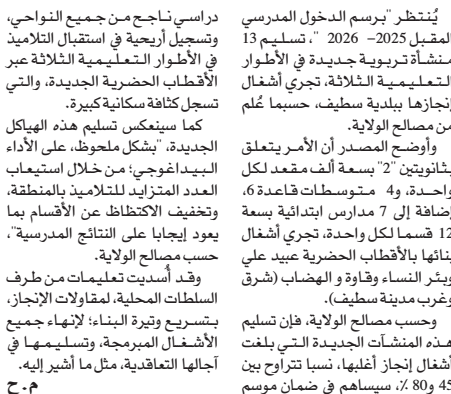 يُنتظر "برسم الدخول المدرسي
المقبل 2025– 2026 "، تسليم 13
منشأة تربوية جديدة في الأطوار
التعليمية الثلاثة، تجري أشغال
إنجازها ببلدية سطيف، حسبما عُلم
من مصالح الولاية.
وأوضح المصدر أن الأمر يتعلق
بثانويتين "2" بسعة ألف مقعد لكل
واحدة، و4 متوسطات قاعدة 6،
إضافة إلى 7 مدارس ابتدائية بسعة
12 قسما لكل واحدة، تجري أشغال
بنائها بالأقطاب الحضرية عبيد علي
وبئر النساء وقاوة و الهضاب (شرق
وغرب مدينة سطيف).
وحسب مصالح الولاية، فإن تسليم
هذه المنشآت الجديدة التي بلغت
أشغال إنجاز أغلبها، نسبا تتراوح بين
45 و80 ٪، سيساهم في ضمان موسم
دراسي ناجح من جميع النواحي،
وتسجيل أريحية في استقبال التلاميذ
في الأطوار التعليمية الثلاثة عبر
الأقطاب الحضرية الجديدة، والتي
تسجل كثافة سكانية كبيرة.
كما سينعكس تسليم هذه الهياكل
الجديدة، "بشكل ملحوظ، على الأداء
البيداغوجي؛ من خلال استيعاب
العدد المتزايد للتلاميذ بالمنطقة،
وتخفيف الاكتظاظ عن الأقسام بما
يعود إيجابا على النتائج المدرسية"،
حسب مصالح الولاية.
وقد أُسديت تعليمات من طرف
السلطات المحلية، لمقاولات الإنجاز،
بتسريع وتيرة البناء؛ لإنهاء جميع
الأشغال المبرمجة، وتسليمها في
آجالها التعاقدية، مثل ما أشير إليه.
م. ح